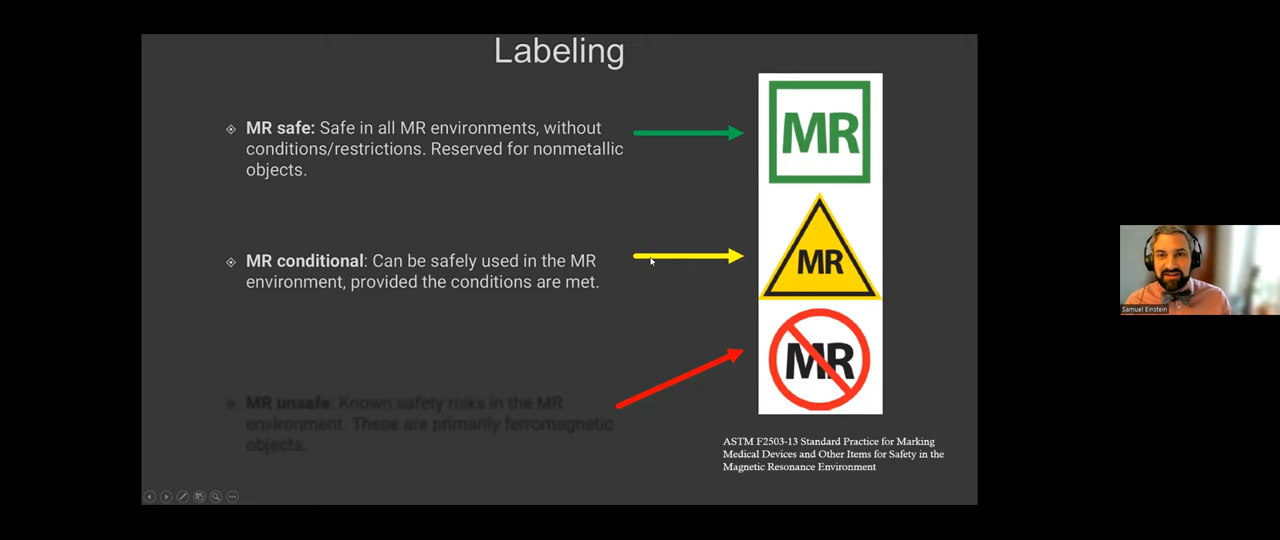 Labeling
MR safe: Safe in all MR environments, without
conditions/restrictions. Reserved for nonmetallic
objects.
MR
MR conditional: Can be safely used in the MR
environment, provided the conditions are met.
MR
MR
MR unsafe: Known safety risks in the MR
environment. These are primarily ferromagnetic
objects.
ASTM F2503-13 Standard Practice for Marking
Medical Devices and Other Items for Safety in the
Magnetic Resonance Environment
Samuel Einstein